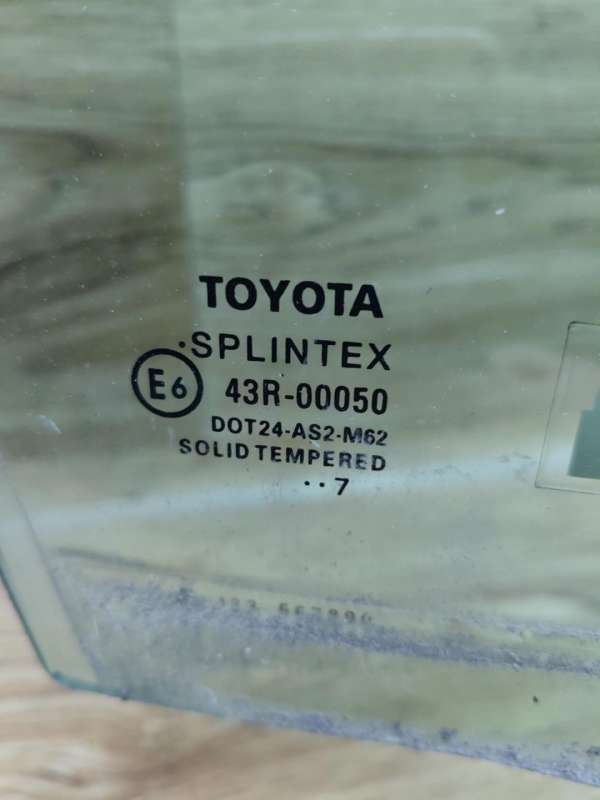 TOYOTA
·SPLINTEX
E6 43R-00050
DOT24-AS2-M62
SOLID TEMPERED
··7